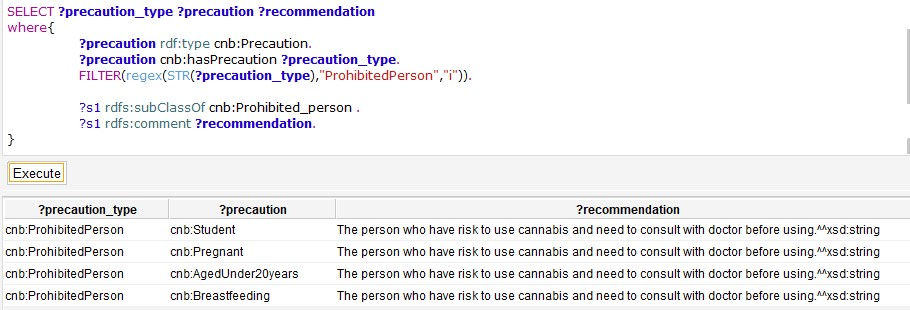 SELECT ?precaution_type ?precaution ?recommendation
where{
?precaution rdf:type cnb:Precaution.
?precaution cnb:hasPrecaution ?precaution_type.
FILTER(regex(STR(?precaution_type),"ProhibitedPerson","i")).
?s1 rdfs:subClassOf cnb:Prohibited_person .
?s1 rdfs:comment ?recommendation.
}
Execute
?precaution_type ?precaution ?recommendation
cnb:ProhibitedPerson cnb:Student The person who have risk to use cannabis and need to consult with doctor before using.^^xsd:string
cnb:ProhibitedPerson cnb:Pregnant The person who have risk to use cannabis and need to consult with doctor before using.^^xsd:string
cnb:ProhibitedPerson cnb:AgedUnder20years The person who have risk to use cannabis and need to consult with doctor before using.^^xsd:string
cnb:ProhibitedPerson cnb:Breastfeeding The person who have risk to use cannabis and need to consult with doctor before using.^^xsd:string